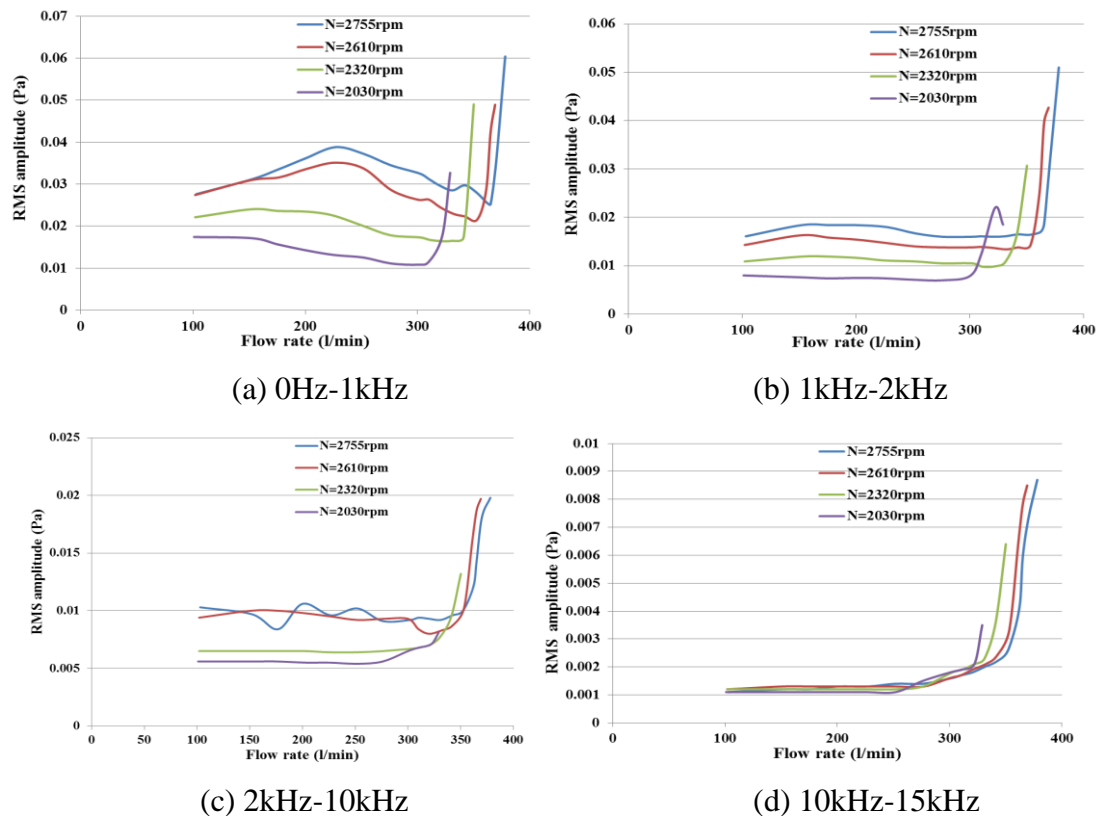 0.07
0.06
0.05
0.04
0.03
0.02
0.01
0
RMS amplitude (Pa)
N=2755rpm
N=2610rpm
N=2320rpm
N=2030rpm
0 100 200 300 400
Flow rate (l/min)
(a) 0Hz-1kHz
0.06
0.05
0.04
0.03
0.02
0.01
0
RMS amplitude (Pa)
N=2755rpm
N=2610rpm
N=2320rpm
N=2030rpm
0 100 200 300 400
Flow rate (l/min)
(b) 1kHz-2kHz
0.025
0.02
0.015
0.01
0.005
0
RMS amplitude (Pa)
N=2755rpm
N=2610rpm
N=2320rpm
N=2030rpm
0 50 100 150 200 250 300 350 400
Flow rate (l/min)
(c) 2kHz-10kHz
0.01
0.009
0.008
0.007
0.006
0.005
0.004
0.003
0.002
0.001
0
RMS amplitude (Pa)
N=2755rpm
N=2610rpm
N=2320rpm
N=2030rpm
0 100 200 300 400
Flow rate (l/min)
(d) 10kHz-15kHz